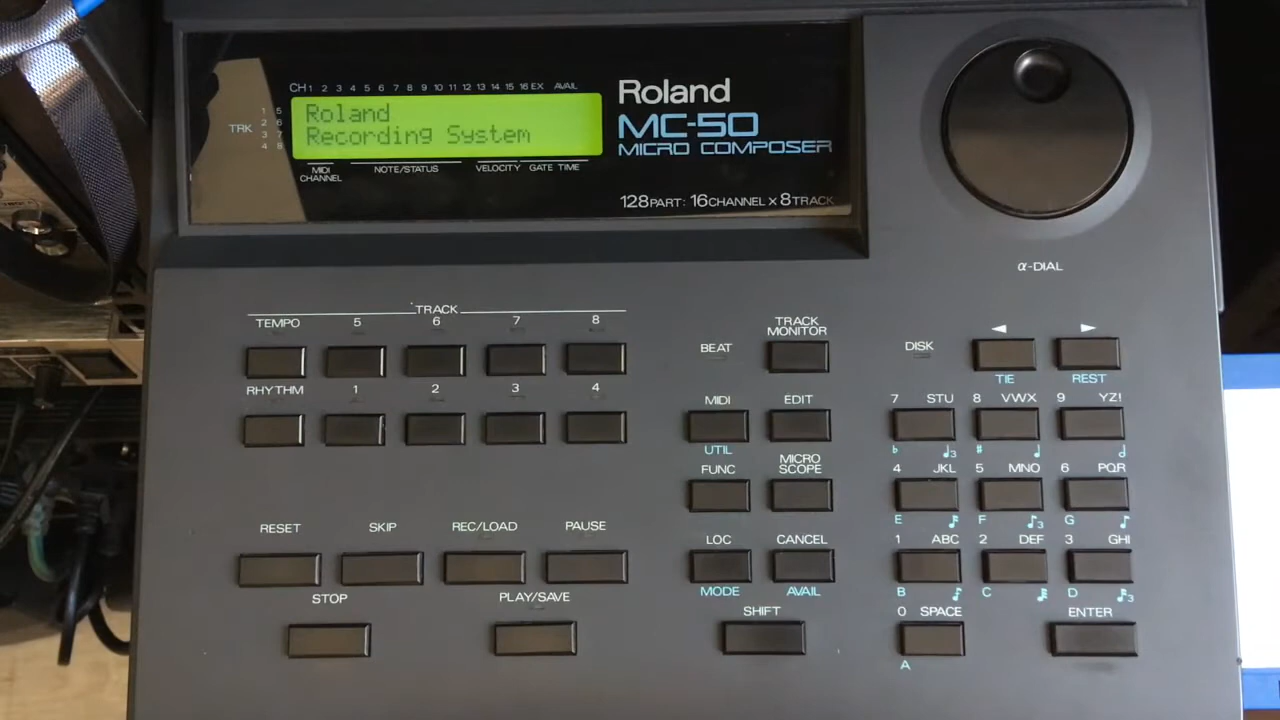 CH 1 2 3 4 5 6 7 8 9 10 11 12 13 14 15 16 EX AVAIL
Roland
Recording System
TRK
1 5
2 6
3 7
4 8
MIDI CHANNEL NOTE/STATUS VELOCITY GATE TIME
Roland
MC-50
MICRO COMPOSER
128PART: 16CHANNEL × 8TRACK
α-DIAL
TRACK
TEMPO 5 6 7 8
RHYTHM 1 2 3 4
RESET SKIP REC/LOAD PAUSE
STOP PLAY/SAVE
BEAT TRACK MONITOR
MIDI EDIT
UTIL
FUNC MICRO SCOPE
LOC CANCEL
MODE AVAIL
SHIFT
DISK ◄ ►
TIE REST
7 STU 8 VWX 9 YZ!
♭ ♩3 # ♩ 𝅗𝅥
4 JKL 5 MNO 6 PQR
E 𝅘𝅥𝅯 F ♪3 G ♪
1 ABC 2 DEF 3 GHI
B C D
0 SPACE ENTER
A